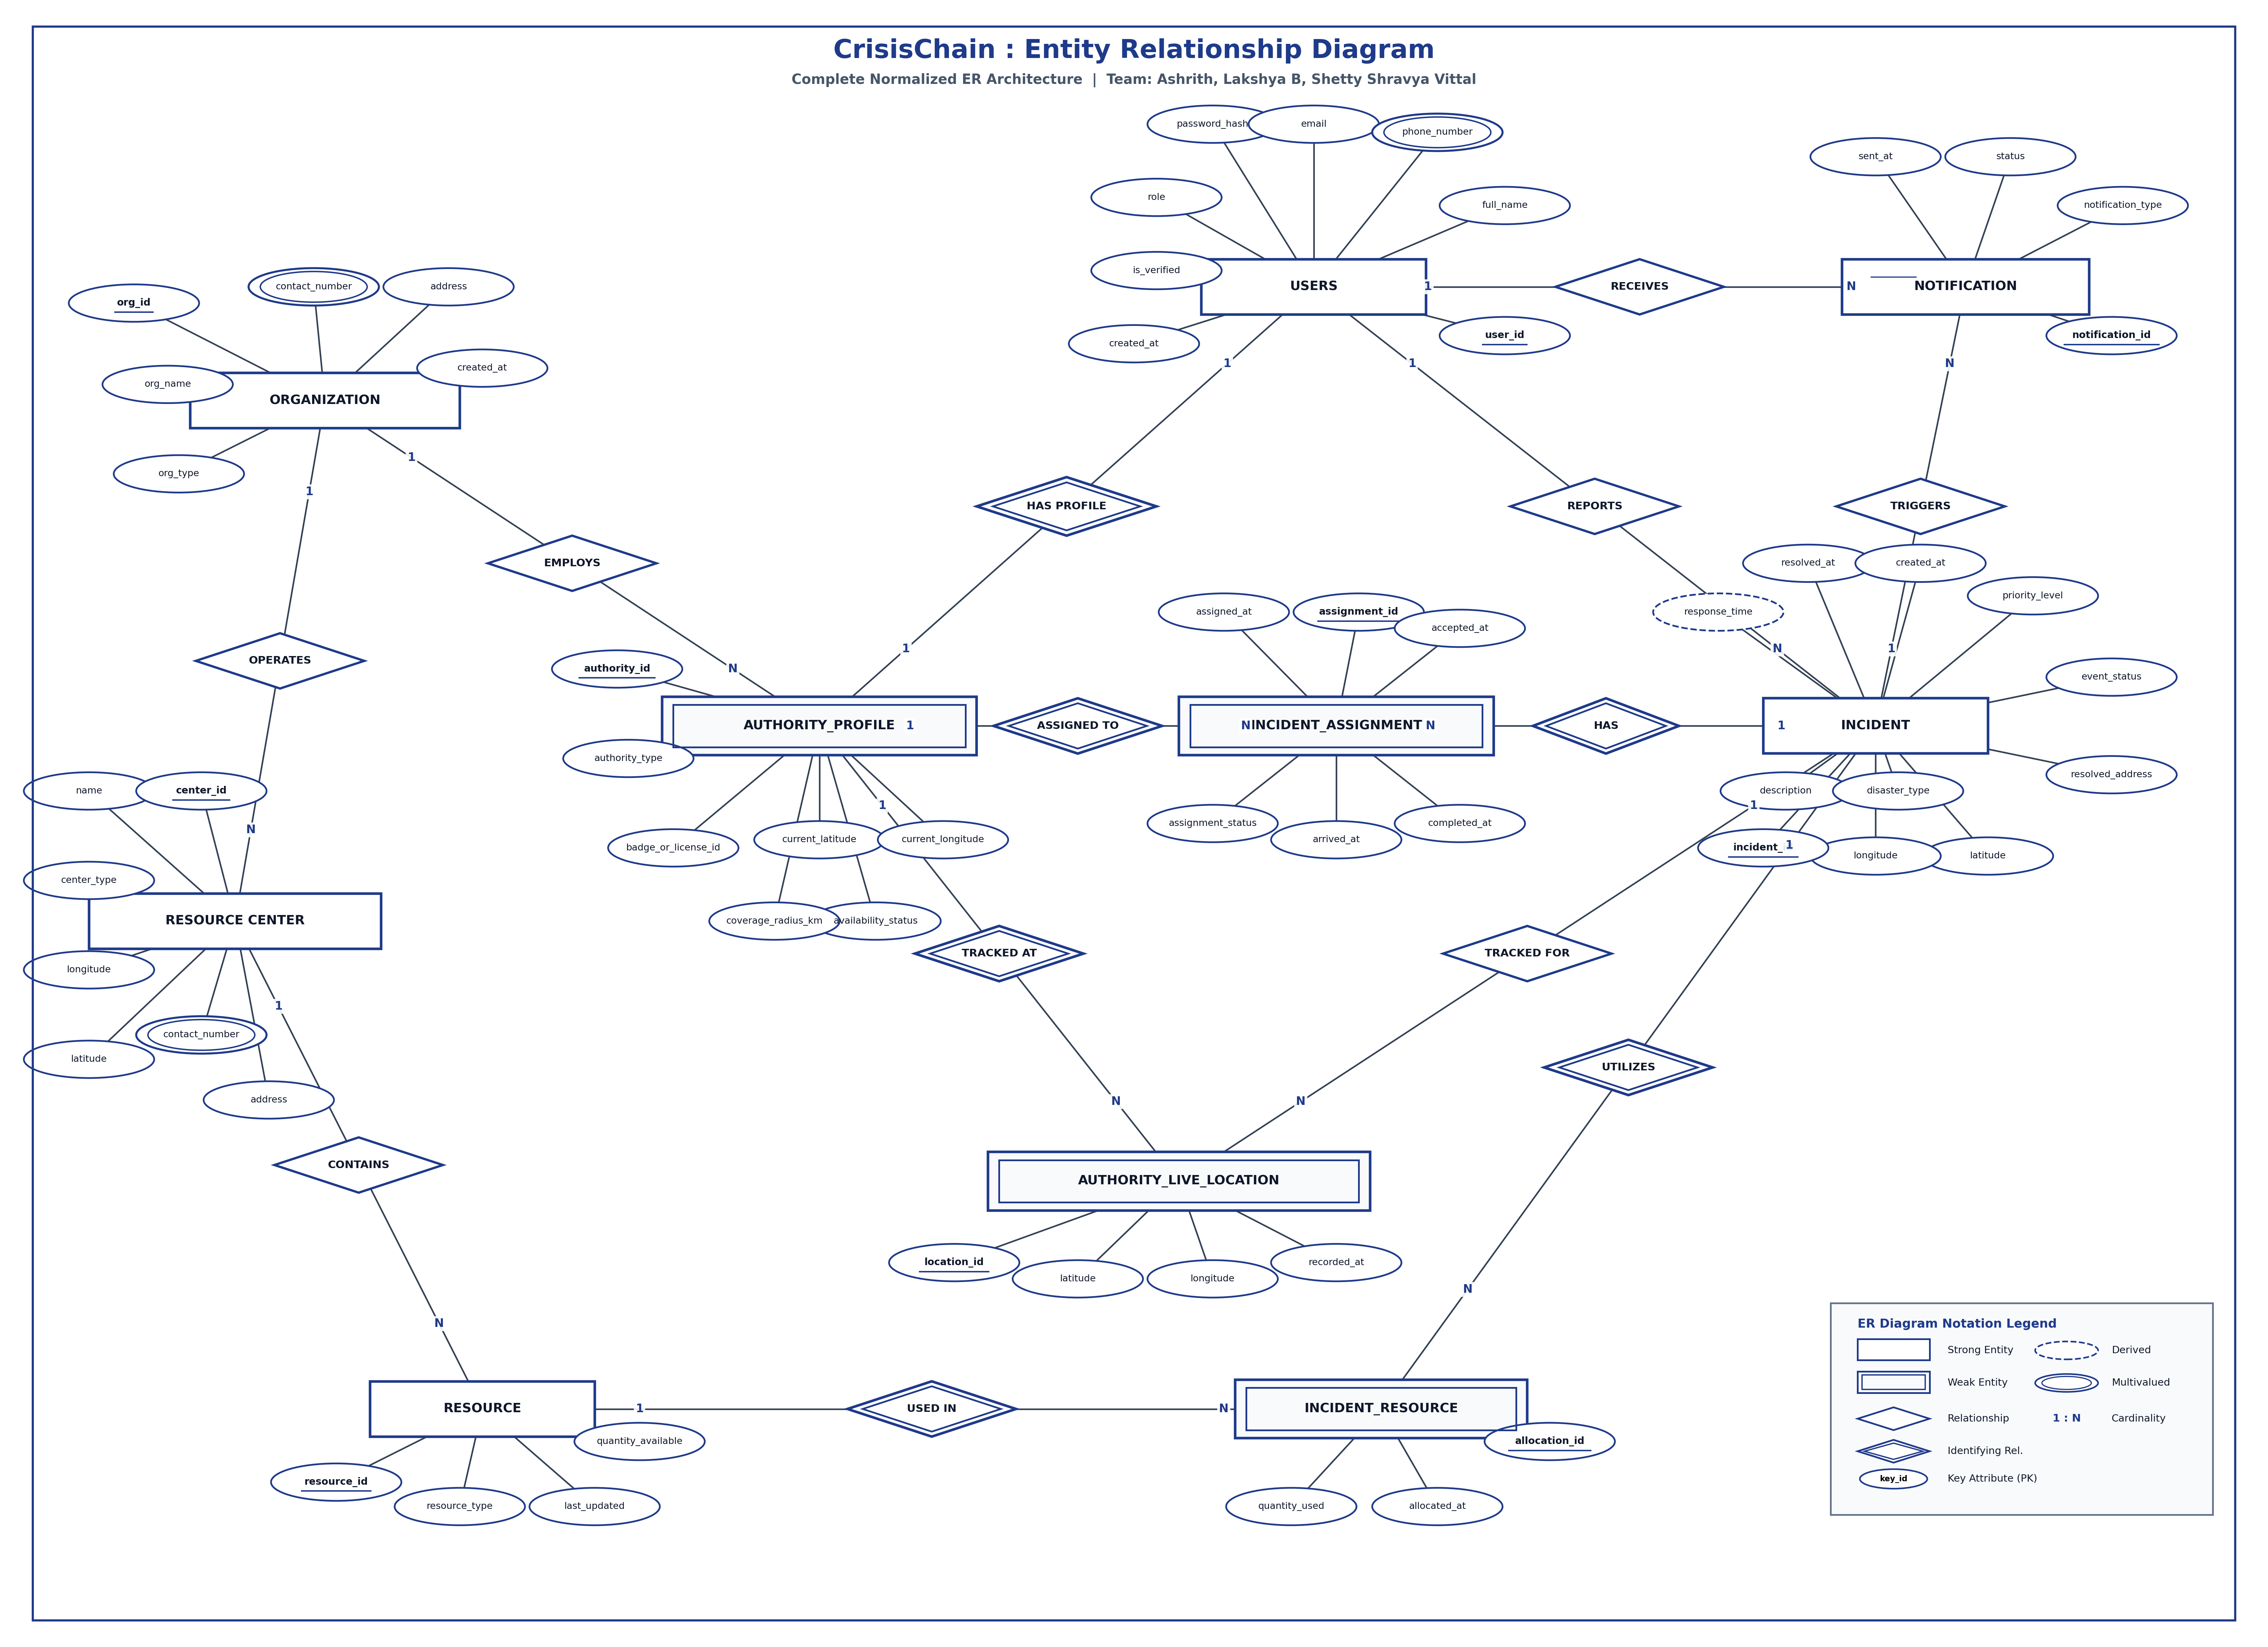 CrisisChain : Entity Relationship Diagram
Complete Normalized ER Architecture | Team: Ashrith, Lakshya B, Shetty Shravya Vittal
password_hash
email
phone_number
sent_at
status
role
full_name
notification_type
is_verified
USERS
1
RECEIVES
N
NOTIFICATION
created_at
user_id
notification_id
org_id
contact_number
address
org_name
created_at
ORGANIZATION
org_type
1
1
N
1
1
HAS PROFILE
REPORTS
TRIGGERS
EMPLOYS
resolved_at
created_at
priority_level
response_time
assigned_at
assignment_id
accepted_at
OPERATES
authority_id
N
1
N
1
event_status
AUTHORITY_PROFILE
1
ASSIGNED TO
N
INCIDENT_ASSIGNMENT
N
HAS
1
INCIDENT
authority_type
resolved_address
name
center_id
N
1
description
disaster_type
1
badge_or_license_id
current_latitude
current_longitude
assignment_status
arrived_at
completed_at
incident_
1
longitude
latitude
center_type
RESOURCE CENTER
coverage_radius_km
availability_status
longitude
TRACKED AT
TRACKED FOR
1
contact_number
latitude
address
UTILIZES
N
N
CONTAINS
AUTHORITY_LIVE_LOCATION
location_id
latitude
longitude
recorded_at
N
N
RESOURCE
1
USED IN
N
INCIDENT_RESOURCE
quantity_available
allocation_id
resource_id
resource_type
last_updated
quantity_used
allocated_at
ER Diagram Notation Legend
Strong Entity
Derived
Weak Entity
Multivalued
Relationship
1 : N
Cardinality
Identifying Rel.
key_id
Key Attribute (PK)